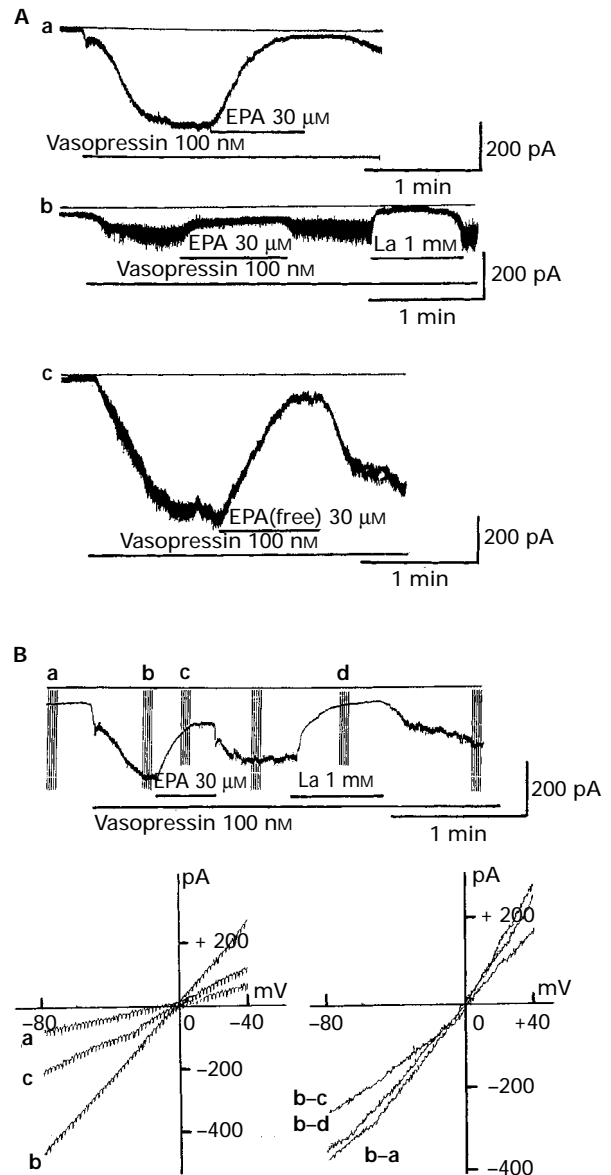 A
a
EPA 30 µM
Vasopressin 100 nM
200 pA
1 min
b
EPA 30 µM
La 1 mM
Vasopressin 100 nM
200 pA
1 min
c
EPA(free) 30 µM
Vasopressin 100 nM
200 pA
1 min
B
a b c d
EPA 30 µM
La 1 mM
200 pA
Vasopressin 100 nM
1 min
pA pA
+ 200 + 200
mV mV
−80 0 −40 −80 0 +40
a
c
−200 −200
b–c
b–d
−400
b
b–a
−400